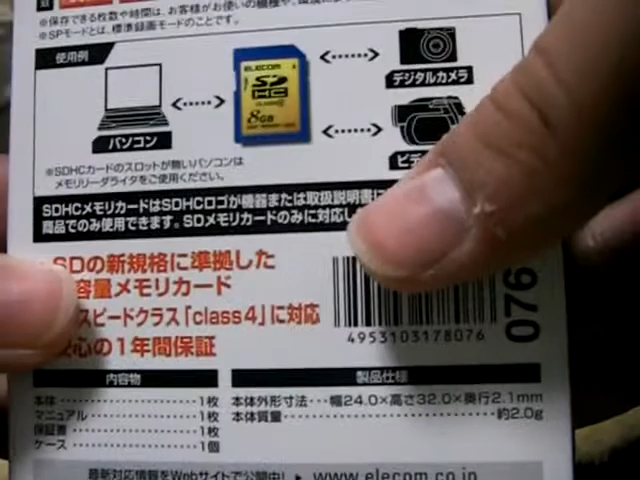 ※保存できる枚数や時間は、お客様がお使いの機種や、
※SPモードとは、標準録画モードのことです。
使用例
ELECOM
SD
HC
8GB
デジタルカメラ
パソコン
ビデ
※SDHCカードのスロットが無いパソコンは
メモリーリーダライタをご使用ください。
SDHCメモリカードはSDHCロゴが機器または取扱説明書に
商品でのみ使用できます。SDメモリカードのみに対応し
SDの新規格に準拠した
容量メモリカード
スピードクラス「class4」に対応
心の1年間保証
4953103178076
076
内容物
本体 1枚
マニュアル 1枚
保証書 1枚
ケース 1個
製品仕様
本体外形寸法・・・幅24.0×高さ32.0×奥行2.1mm
本体質量 約2.0g
最新対応情報をWebサイトで公開中! ▶ www.elecom.co.jp